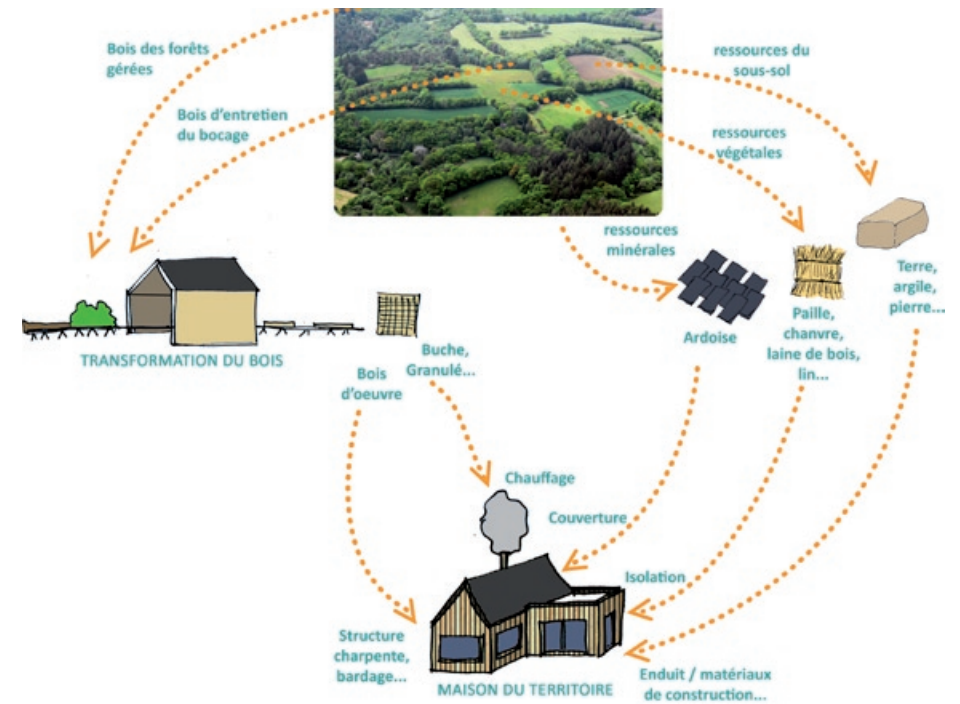 Bois des forêts
gérées
ressources du
sous-sol
Bois d'entretien
du bocage
ressources
végétales
ressources
minérales
Terre,
argile,
pierre...
Paille,
chanvre,
laine de bois,
lin...
Ardoise
TRANSFORMATION DU BOIS
Buche,
Granulé...
Bois
d'oeuvre
Chauffage
Couverture
Isolation
Structure
charpente,
bardage...
Enduit / matériaux
de construction...
MAISON DU TERRITOIRE